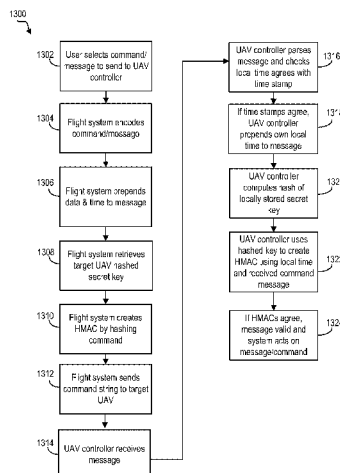 1300
1302
User selects command/
message to send to UAV
controller
1304
Flight system encodes
command/message
1306
Flight system prepends
data & time to message
1308
Flight system retrieves
target UAV hashed
secret key
1310
Flight system creates
HMAC by hashing
command
1312
Flight system sends
command string to target
UAV
1314
UAV controller receives
message
UAV controller parses
message and checks
local time agrees with
time stamp
1316
If time stamps agree,
UAV controller
prepends own local
time to message
131
UAV controller
computes hash of
locally stored secret
key
132
UAV controller uses
hashed key to create
HMAC using local time
and received command
message
1322
If HMACs agree,
message valid and
system acts on
message/command
1324